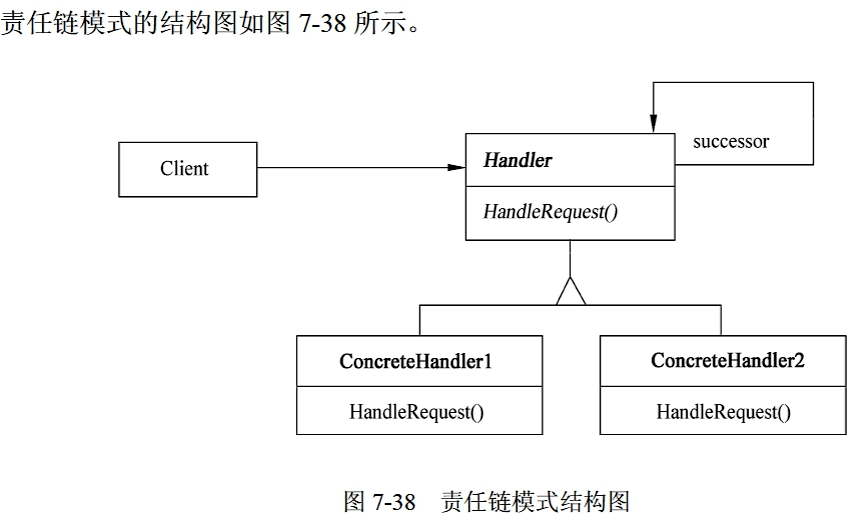 责任链模式的结构图如图 7-38 所示。
Client
Handler
successor
HandleRequest()
ConcreteHandler1
ConcreteHandler2
HandleRequest()
HandleRequest()
图 7-38 责任链模式结构图